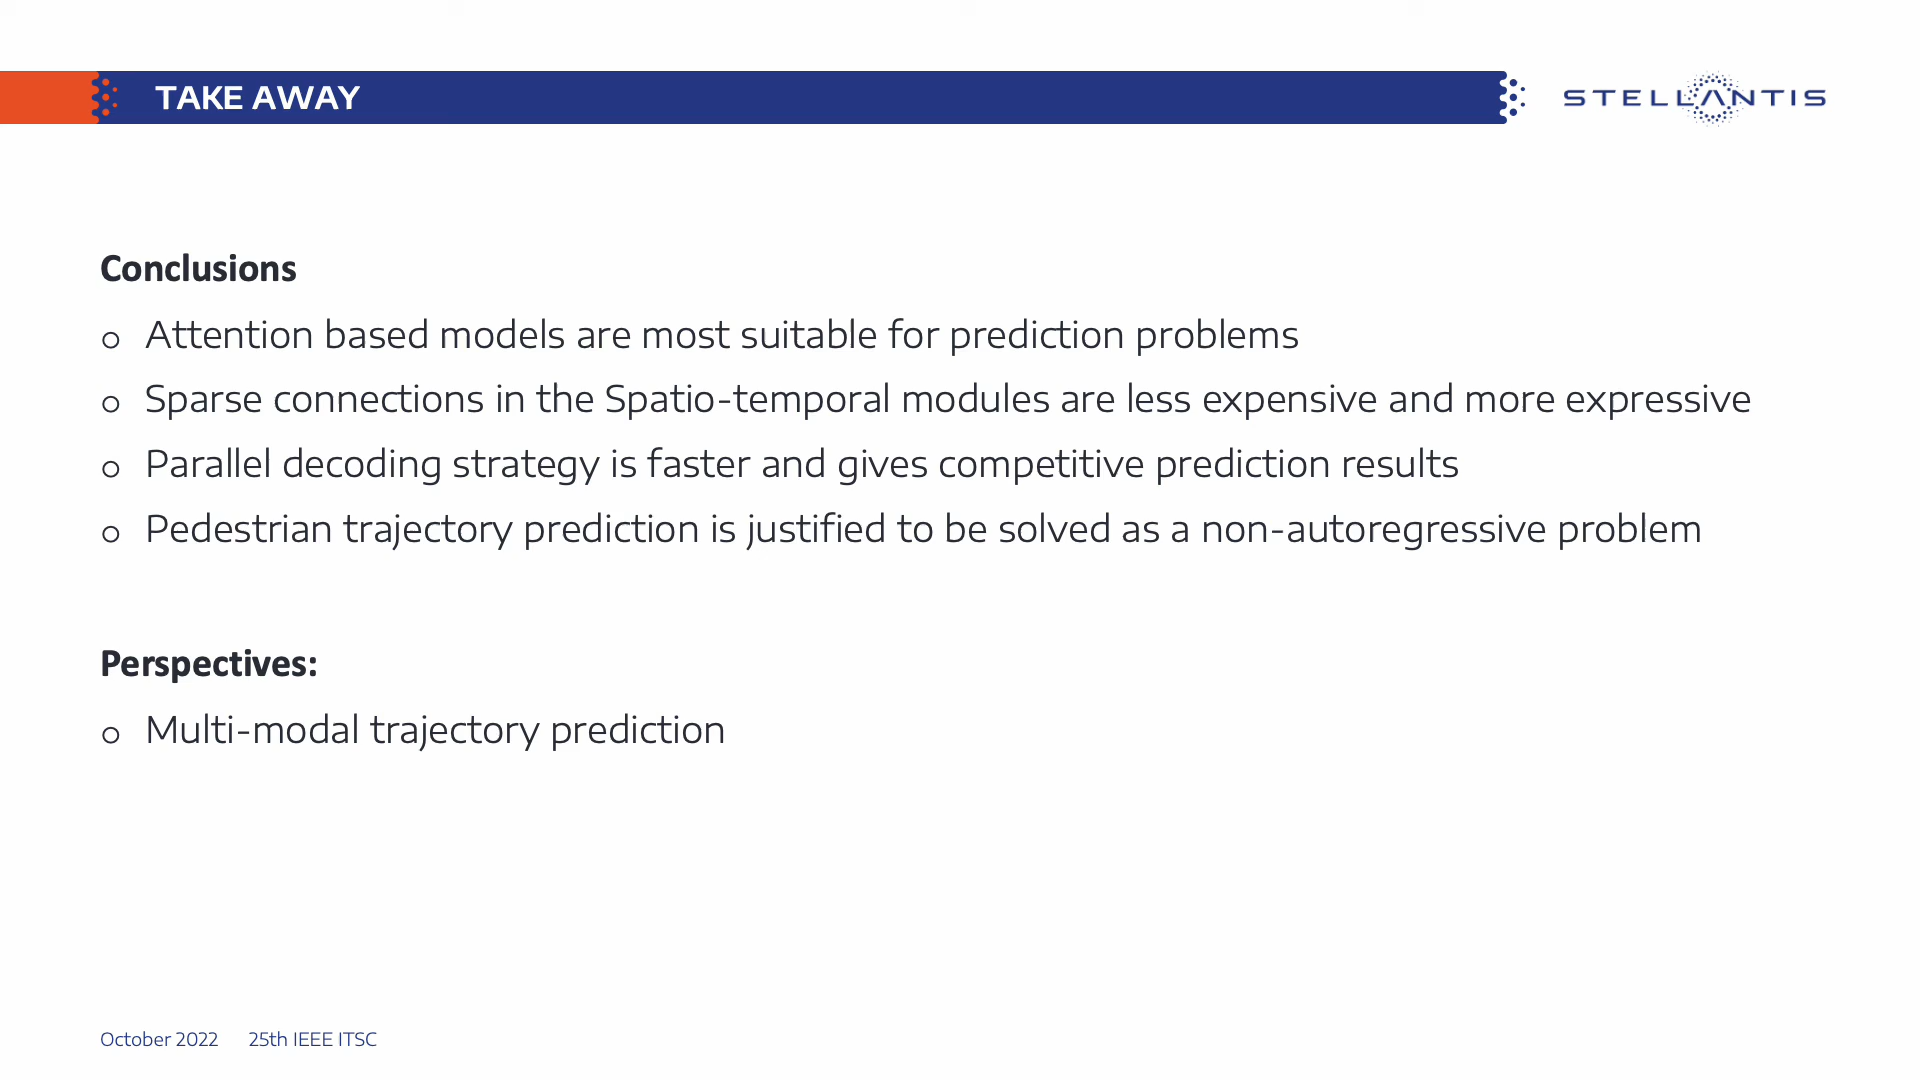 TAKE AWAY
STELLANTIS
Conclusions
o Attention based models are most suitable for prediction problems
o Sparse connections in the Spatio-temporal modules are less expensive and more expressive
o Parallel decoding strategy is faster and gives competitive prediction results
o Pedestrian trajectory prediction is justified to be solved as a non-autoregressive problem
Perspectives:
o Multi-modal trajectory prediction
October 2022 25th IEEE ITSC